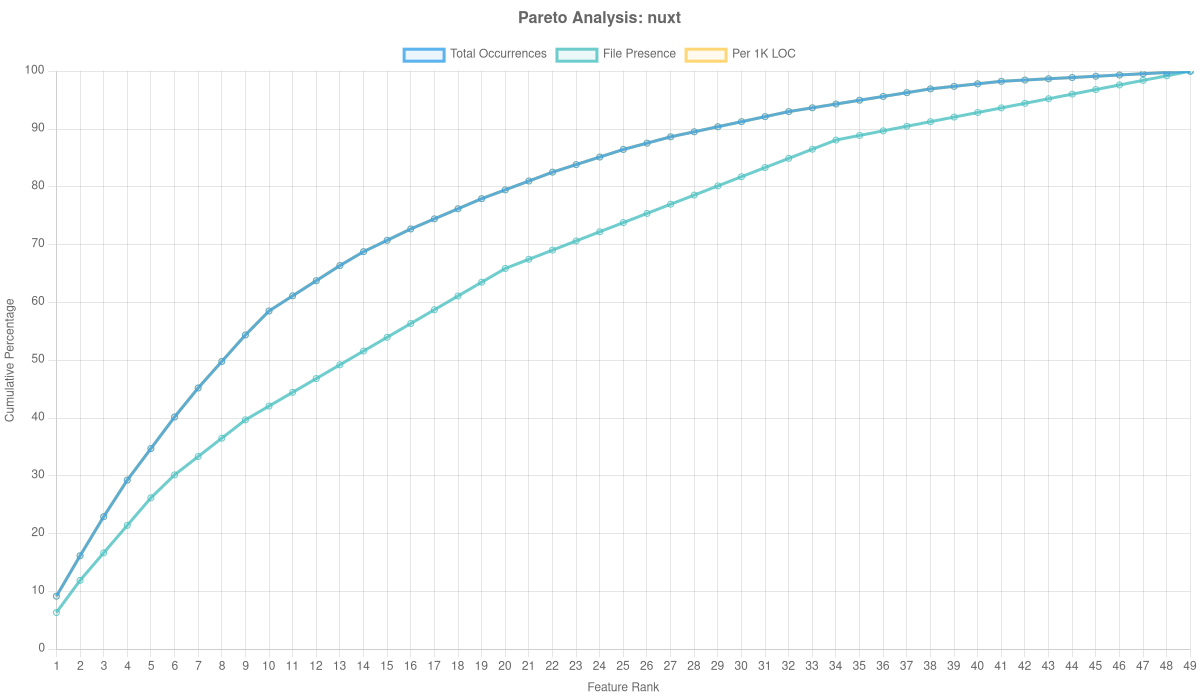 Pareto Analysis: nuxt
Total Occurrences File Presence Per 1K LOC
Cumulative Percentage
100
90
80
70
60
50
40
30
20
10
0
1 2 3 4 5 6 7 8 9 10 11 12 13 14 15 16 17 18 19 20 21 22 23 24 25 26 27 28 29 30 31 32 33 34 35 36 37 38 39 40 41 42 43 44 45 46 47 48 49
Feature Rank